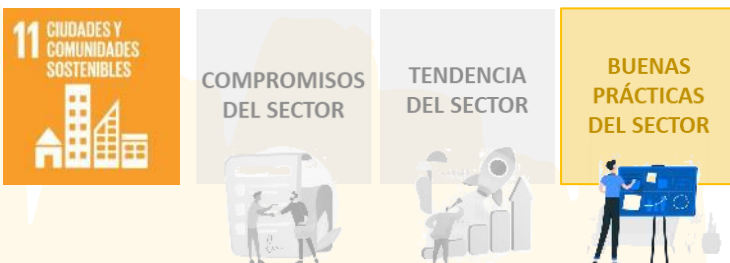 11 CIUDADES Y
COMUNIDADES
SOSTENIBLES
COMPROMISOS
DEL SECTOR
TENDENCIA
DEL SECTOR
BUENAS
PRÁCTICAS
DEL SECTOR